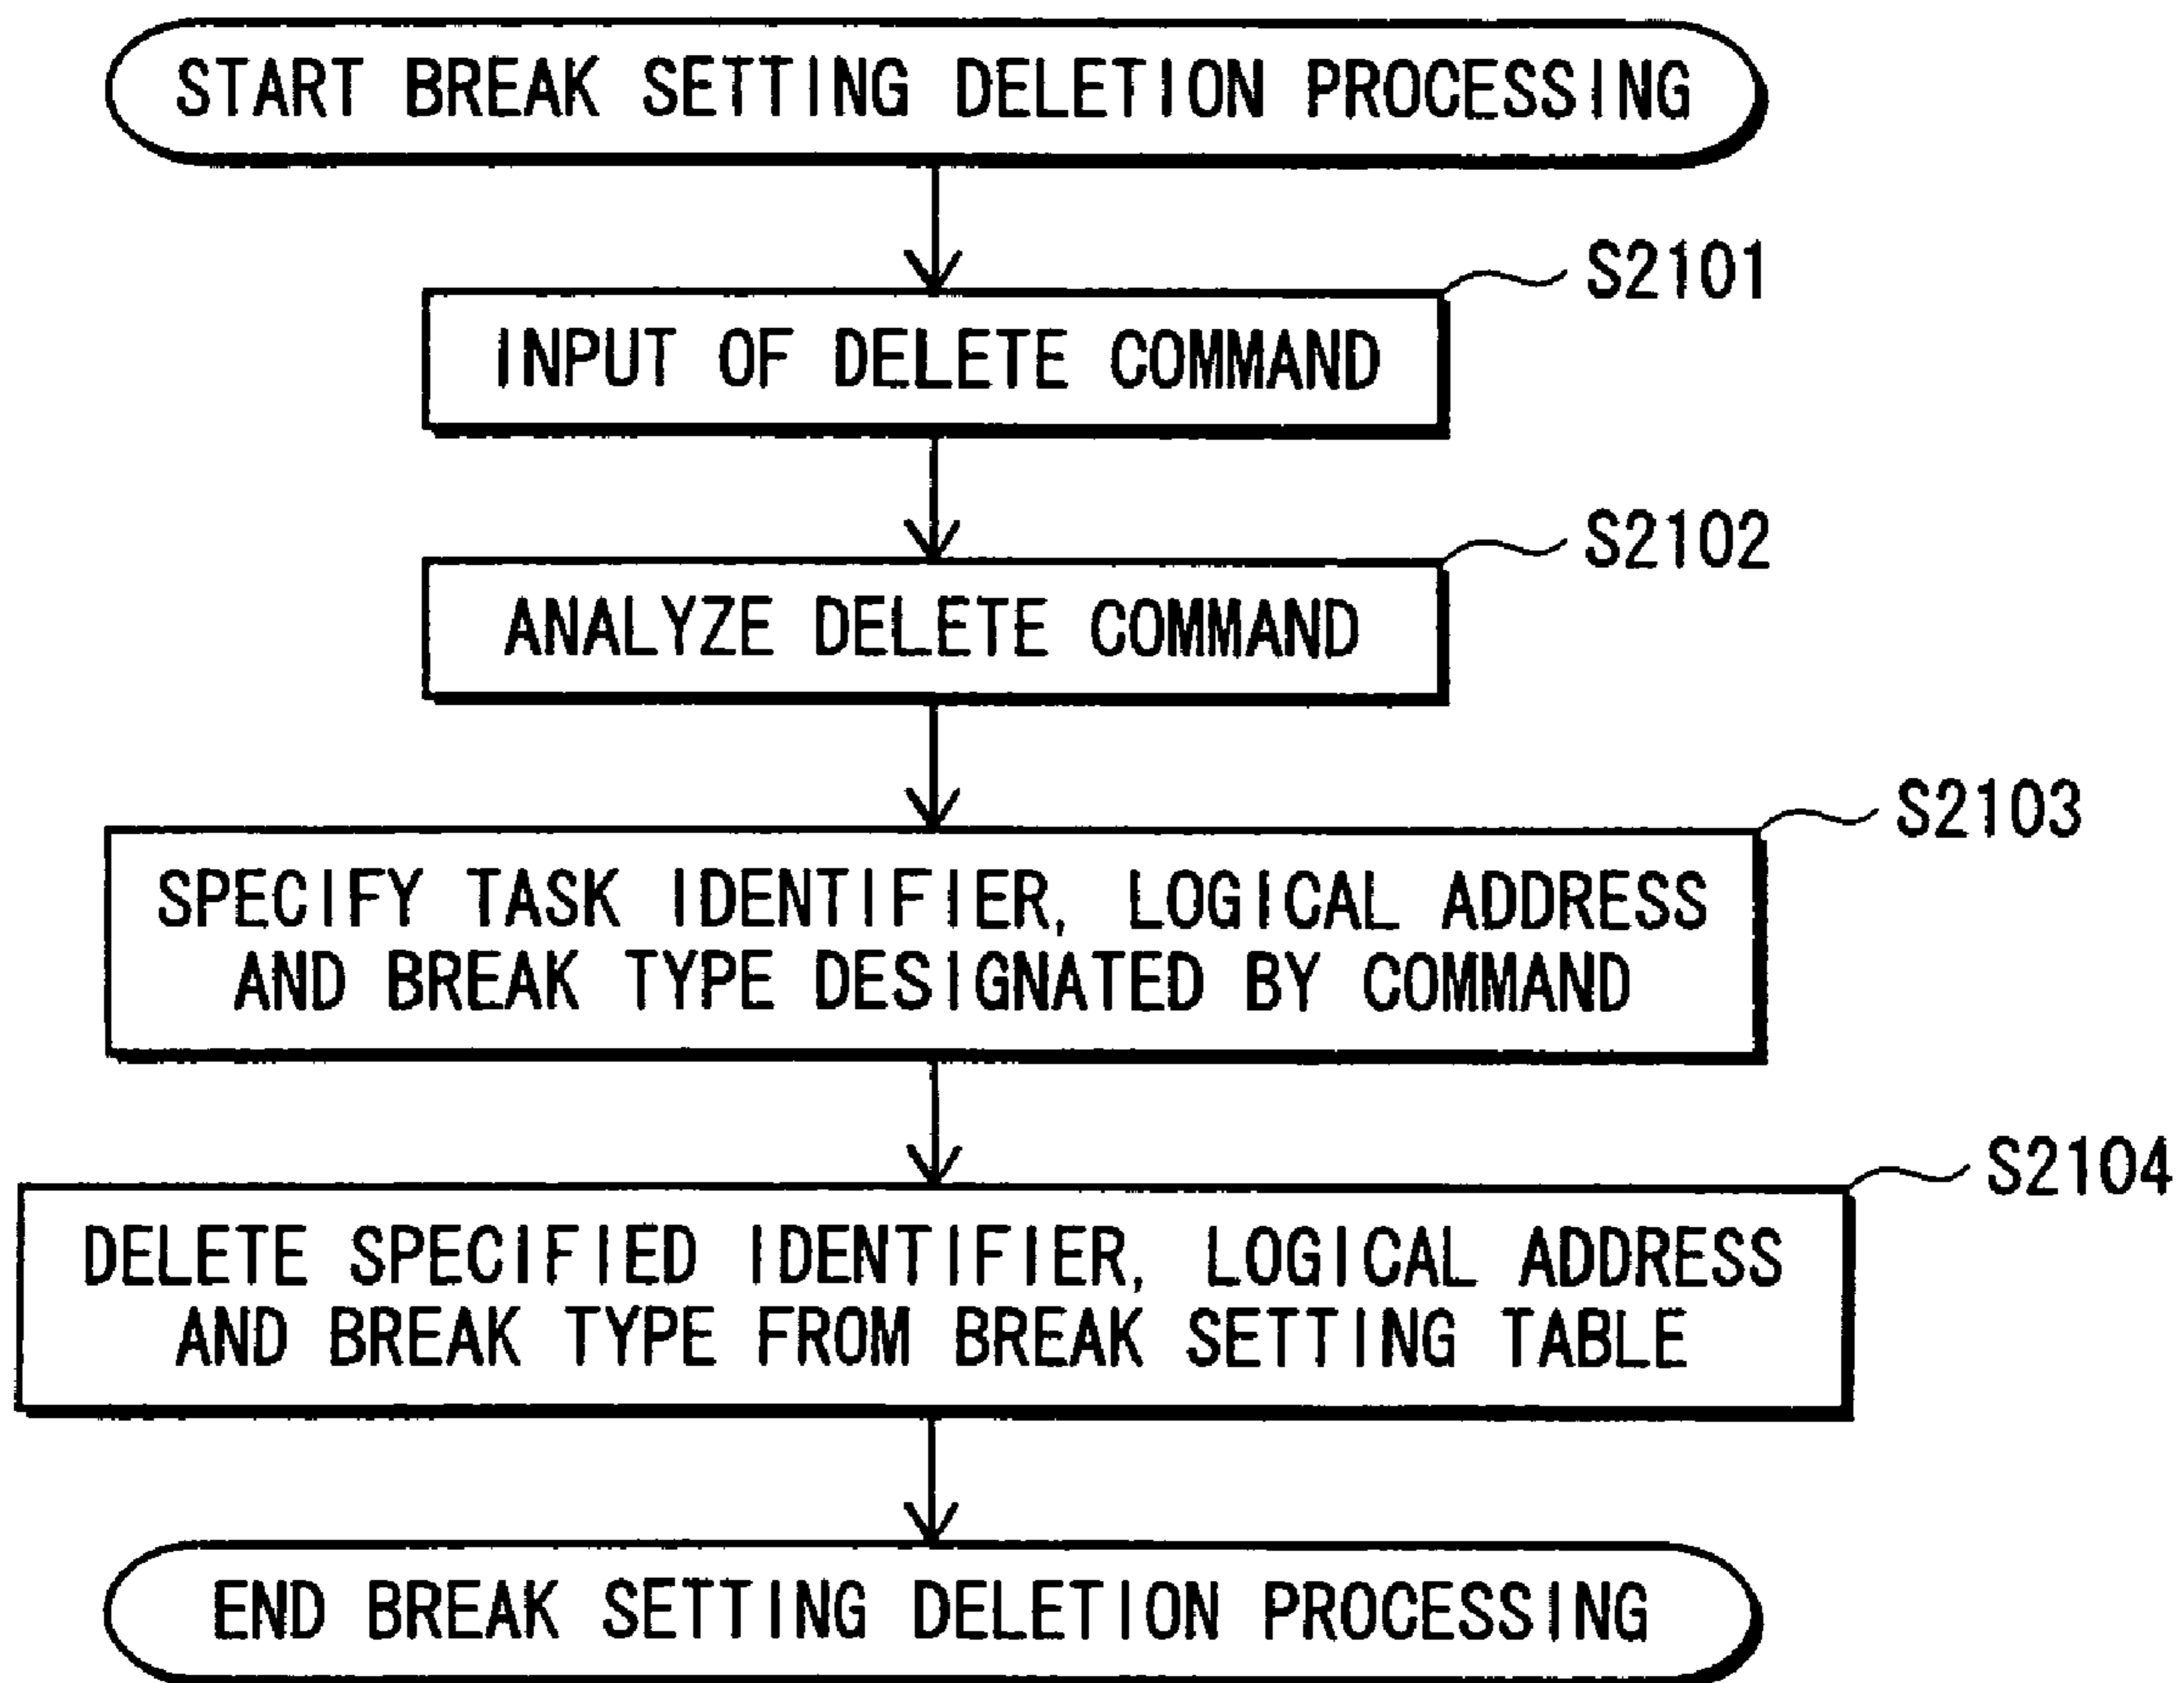 START BREAK SETTING DELETION PROCESSING
S2101
INPUT OF DELETE COMMAND
S2102
ANALYZE DELETE COMMAND
S2103
SPECIFY TASK IDENTIFIER, LOGICAL ADDRESS
AND BREAK TYPE DESIGNATED BY COMMAND
S2104
DELETE SPECIFIED IDENTIFIER, LOGICAL ADDRESS
AND BREAK TYPE FROM BREAK SETTING TABLE
END BREAK SETTING DELETION PROCESSING